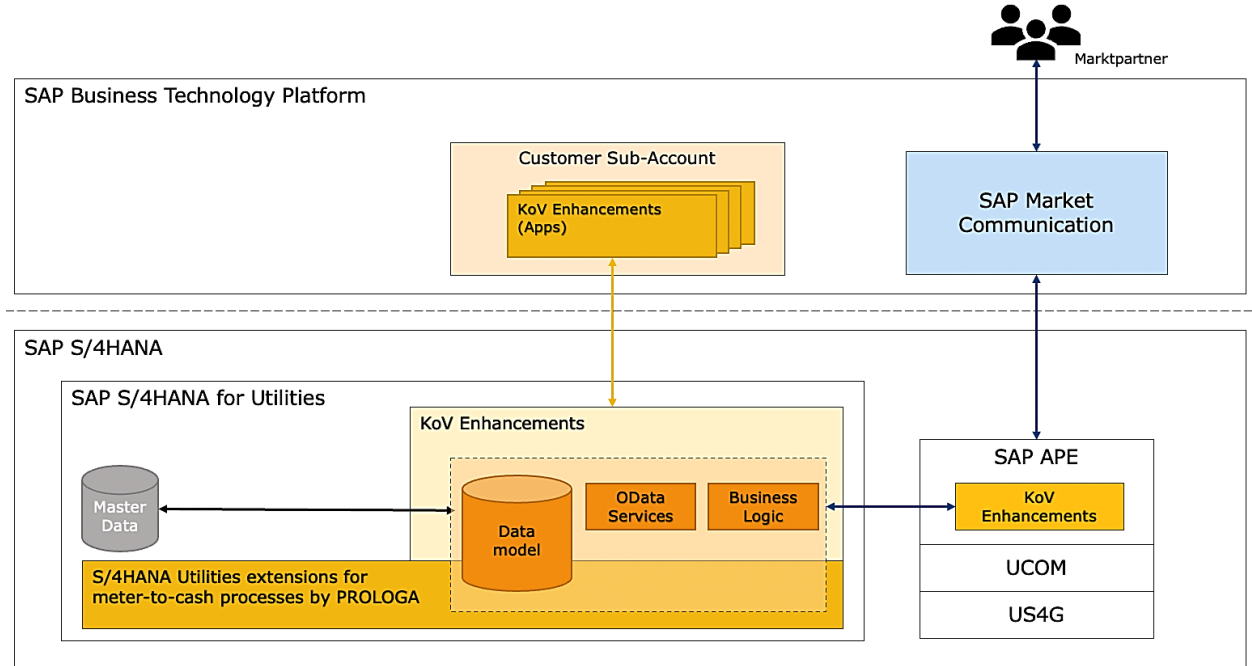 Marktpartner
SAP Business Technology Platform
Customer Sub-Account
KoV Enhancements
(Apps)
SAP Market
Communication
SAP S/4HANA
SAP S/4HANA for Utilities
KoV Enhancements
Master
Data
Data
model
OData
Services
Business
Logic
S/4HANA Utilities extensions for
meter-to-cash processes by PROLOGA
SAP APE
KoV
Enhancements
UCOM
US4G